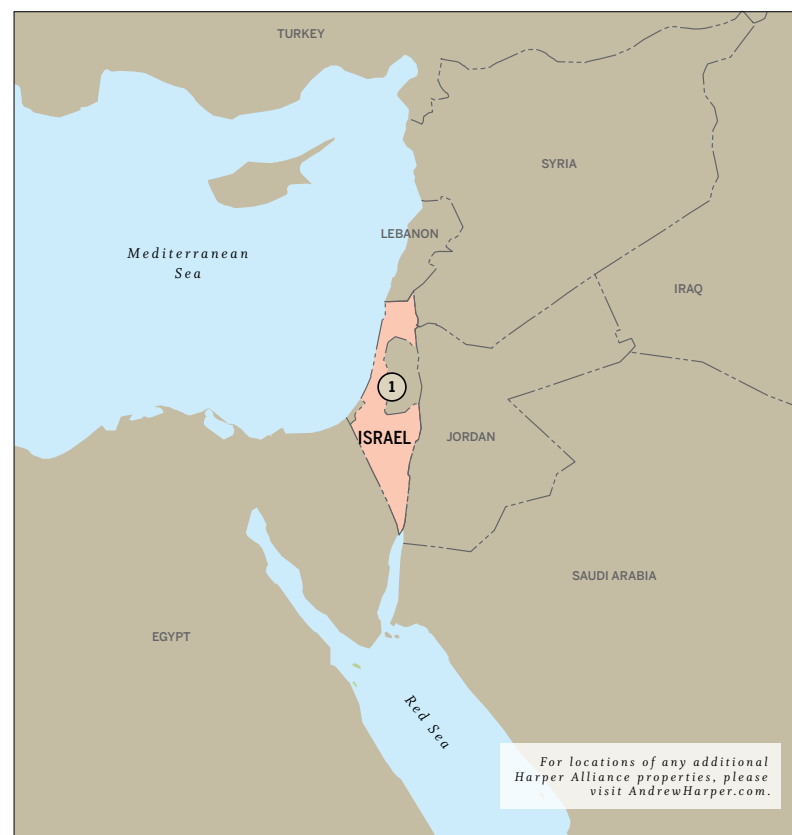 TURKEY
SYRIA
LEBANON
Mediterranean
Sea
IRAQ
1
ISRAEL
JORDAN
SAUDI ARABIA
EGYPT
Red Sea
For locations of any additional
Harper Alliance properties, please
visit AndrewHarper.com.